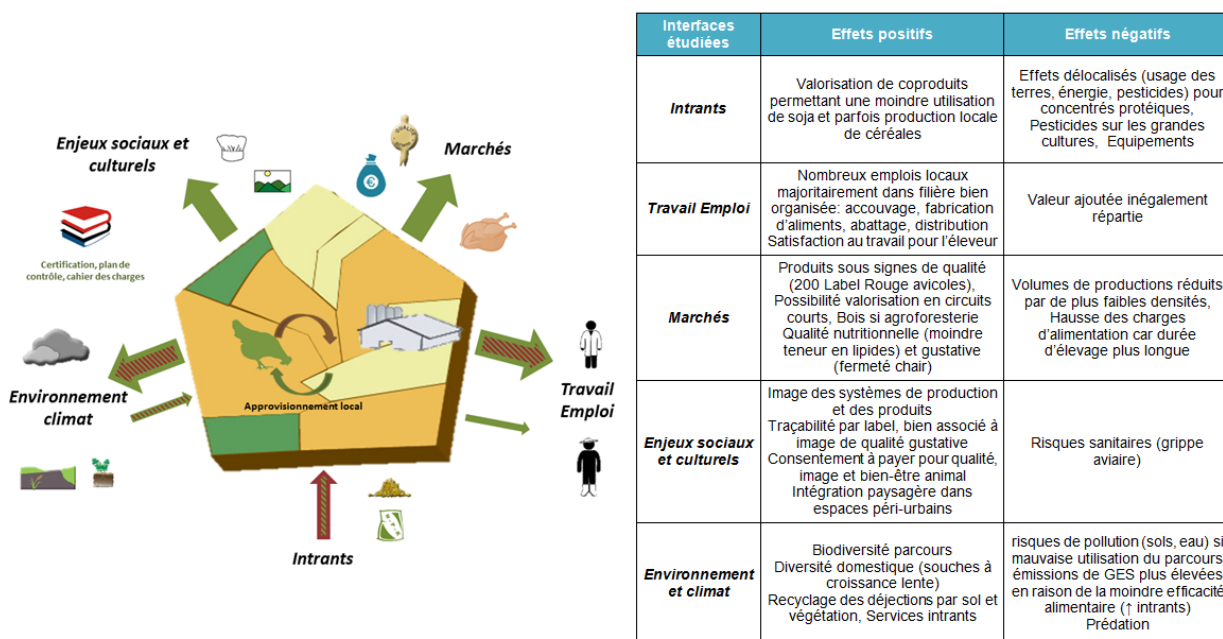 Enjeux sociaux et
culturels
Marchés
Certification, plan de
contrôle, cahier des charges
Environnement
climat
Approvisionnement local
Travail
Emploi
Intrants
Interfaces
étudiées
Effets positifs
Effets négatifs
Intrants
Valorisation de coproduits
permettant une moindre utilisation
de soja et parfois production locale
de céréales
Effets délocalisés (usage des
terres, énergie, pesticides) pour
concentrés protéiques,
Pesticides sur les grandes
cultures, Equipements
Travail Emploi
Nombreux emplois locaux
majoritairement dans filière bien
organisée: accouvage, fabrication
d'aliments, abattage, distribution
Satisfaction au travail pour l'éleveur
Valeur ajoutée inégalement
répartie
Marchés
Produits sous signes de qualité
(200 Label Rouge avicoles),
Possibilité valorisation en circuits
courts, Bois si agroforesterie
Qualité nutritionnelle (moindre
teneur en lipides) et gustative
(fermeté chair)
Volumes de productions réduits
par de plus faibles densités,
Hausse des charges
d'alimentation car durée
d'élevage plus longue
Enjeux sociaux
et culturels
Image des systèmes de production
et des produits
Traçabilité par label, bien associé à
image de qualité gustative
Consentement à payer pour qualité,
image et bien-être animal
Intégration paysagère dans
espaces péri-urbains
Risques sanitaires (grippe
aviaire)
Environnement
et climat
Biodiversité parcours
Diversité domestique (souches à
croissance lente)
Recyclage des déjections par sol et
végétation, Services intrants
risques de pollution (sols, eau) si
mauvaise utilisation du parcours
émissions de GES plus élevées
en raison de la moindre efficacité
alimentaire (↑ intrants)
Prédation